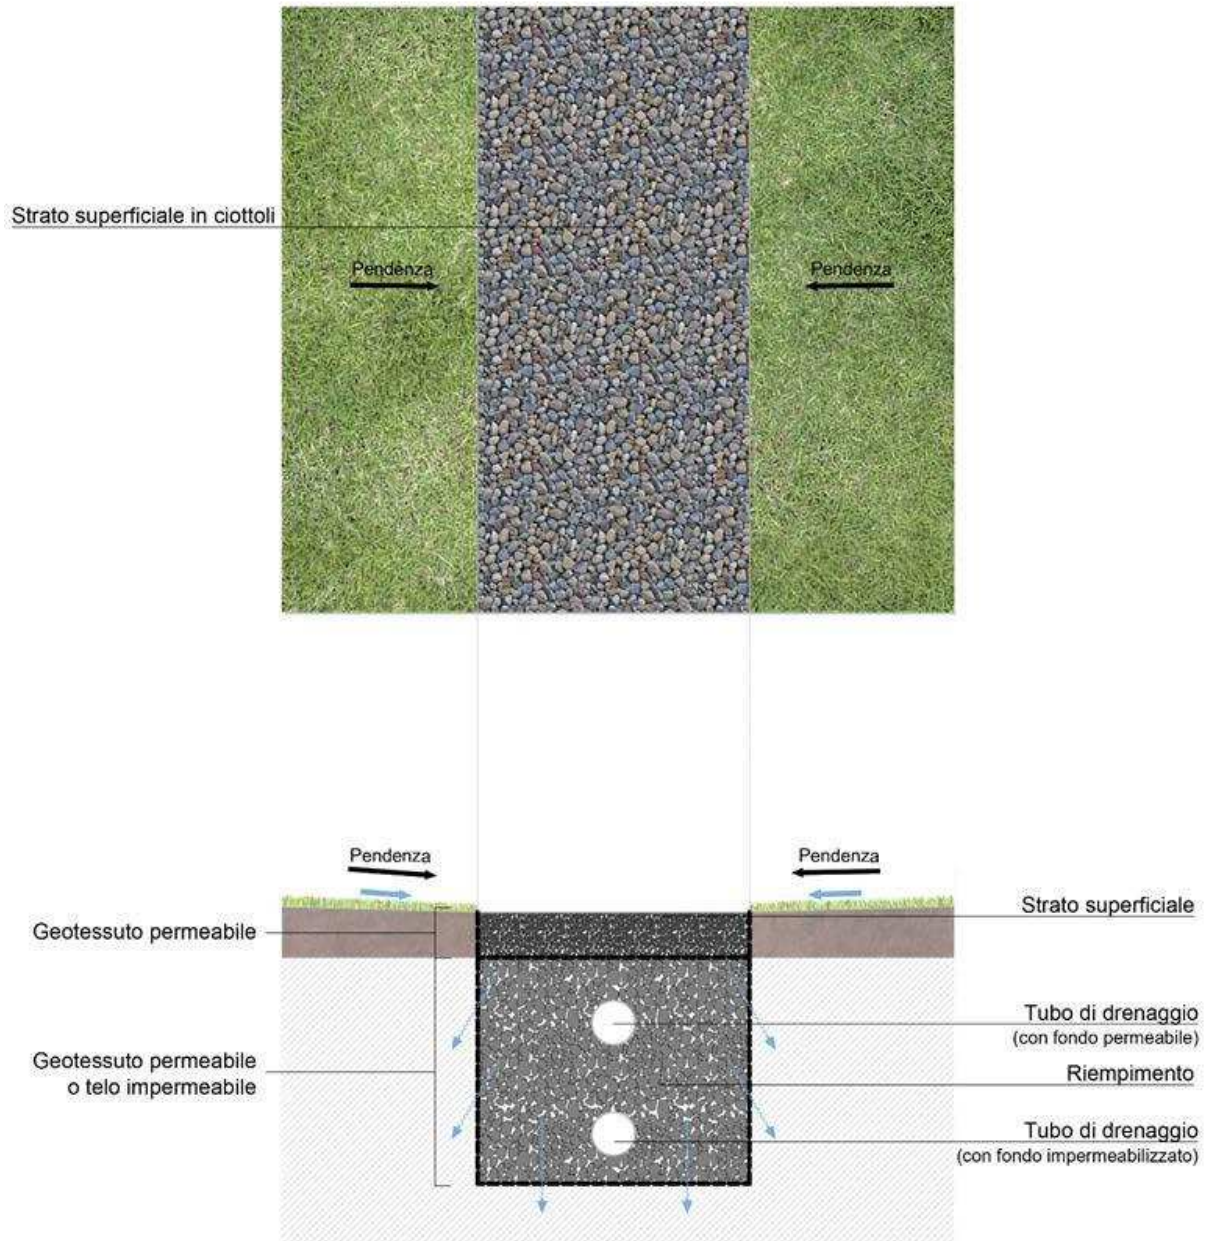 Strato superficiale in ciottoli
Pendenza
Pendenza
Pendenza
Pendenza
Strato superficiale
Geotessuto permeabile
Tubo di drenaggio
(con fondo permeabile)
Geotessuto permeabile
o telo impermeabile
Riempimento
Tubo di drenaggio
(con fondo impermeabilizzato)